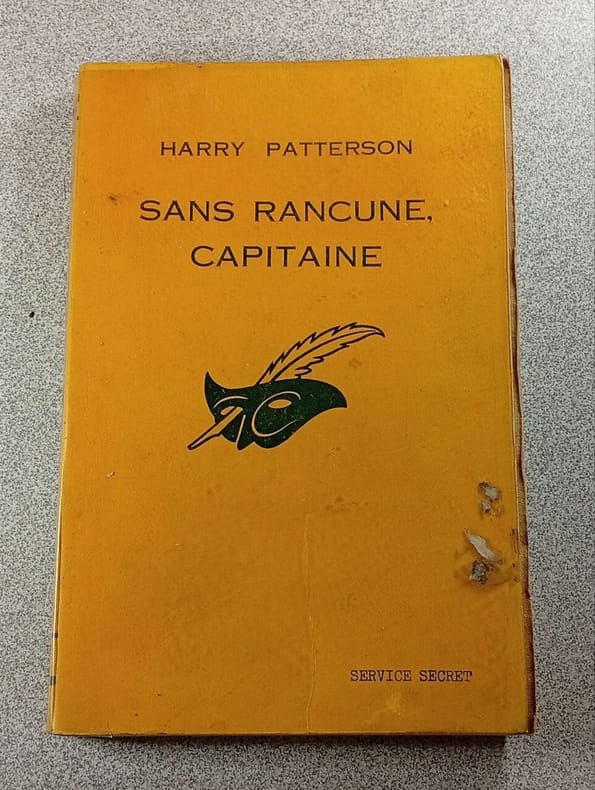 HARRY PATTERSON
SANS RANCUNE,
CAPITAINE
SERVICE SECRET